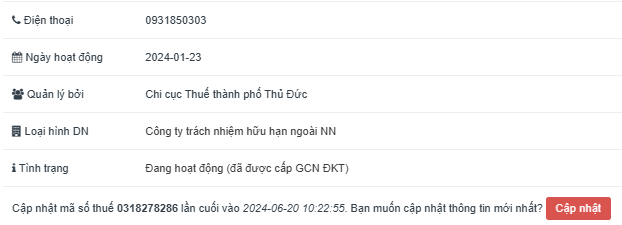 Điện thoại 0931850303
Ngày hoạt động 2024-01-23
Quản lý bởi Chi cục Thuế thành phố Thủ Đức
Loại hình DN Công ty trách nhiệm hữu hạn ngoài NN
Tình trạng Đang hoạt động (đã được cấp GCN ĐKT)
Cập nhật mã số thuế 0318278286 lần cuối vào 2024-06-20 10:22:55. Bạn muốn cập nhật thông tin mới nhất? Cập nhật